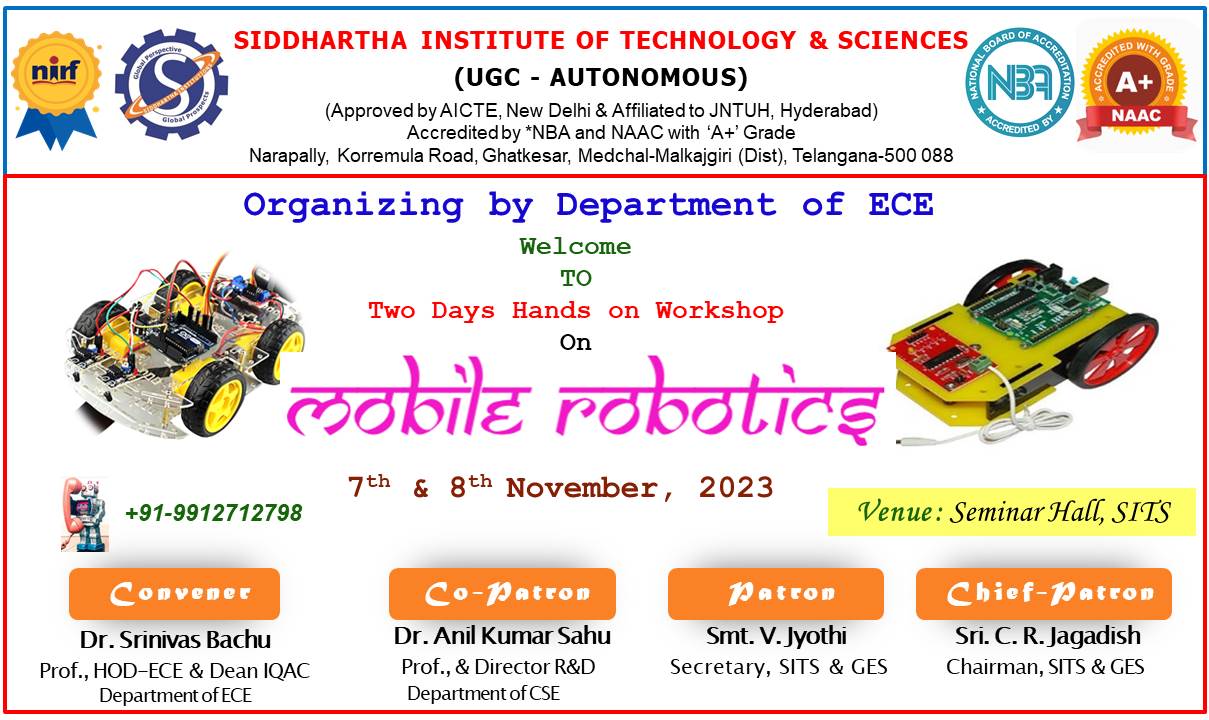 nirf
Global Perspective
SIDDHARTHA INSTITUTIONS
Global Prospects
S
SIDDHARTHA INSTITUTE OF TECHNOLOGY & SCIENCES
(UGC - AUTONOMOUS)
(Approved by AICTE, New Delhi & Affiliated to JNTUH, Hyderabad)
Accredited by *NBA and NAAC with ‘A+’ Grade
Narapally, Korremula Road, Ghatkesar, Medchal-Malkajgiri (Dist), Telangana-500 088
NATIONAL BOARD OF ACCREDITATION
NBA
ACCREDITED BY
ACCREDITED WITH GRADE
A+
NAAC
Organizing by Department of ECE
Welcome
TO
Two Days Hands on Workshop
On
mobile robotics
7th & 8th November, 2023
+91-9912712798
Venue: Seminar Hall, SITS
Convener
Dr. Srinivas Bachu
Prof., HOD–ECE & Dean IQAC
Department of ECE
Co-Patron
Dr. Anil Kumar Sahu
Prof., & Director R&D
Department of CSE
Patron
Smt. V. Jyothi
Secretary, SITS & GES
Chief-Patron
Sri. C. R. Jagadish
Chairman, SITS & GES